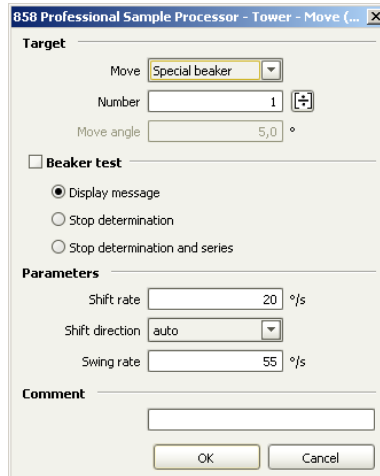 858 Professional Sample Processor - Tower - Move (...
Target
Move Special beaker
Number 1
Move angle 5,0 °
Beaker test
Display message
Stop determination
Stop determination and series
Parameters
Shift rate 20 °/s
Shift direction auto
Swing rate 55 °/s
Comment
OK Cancel